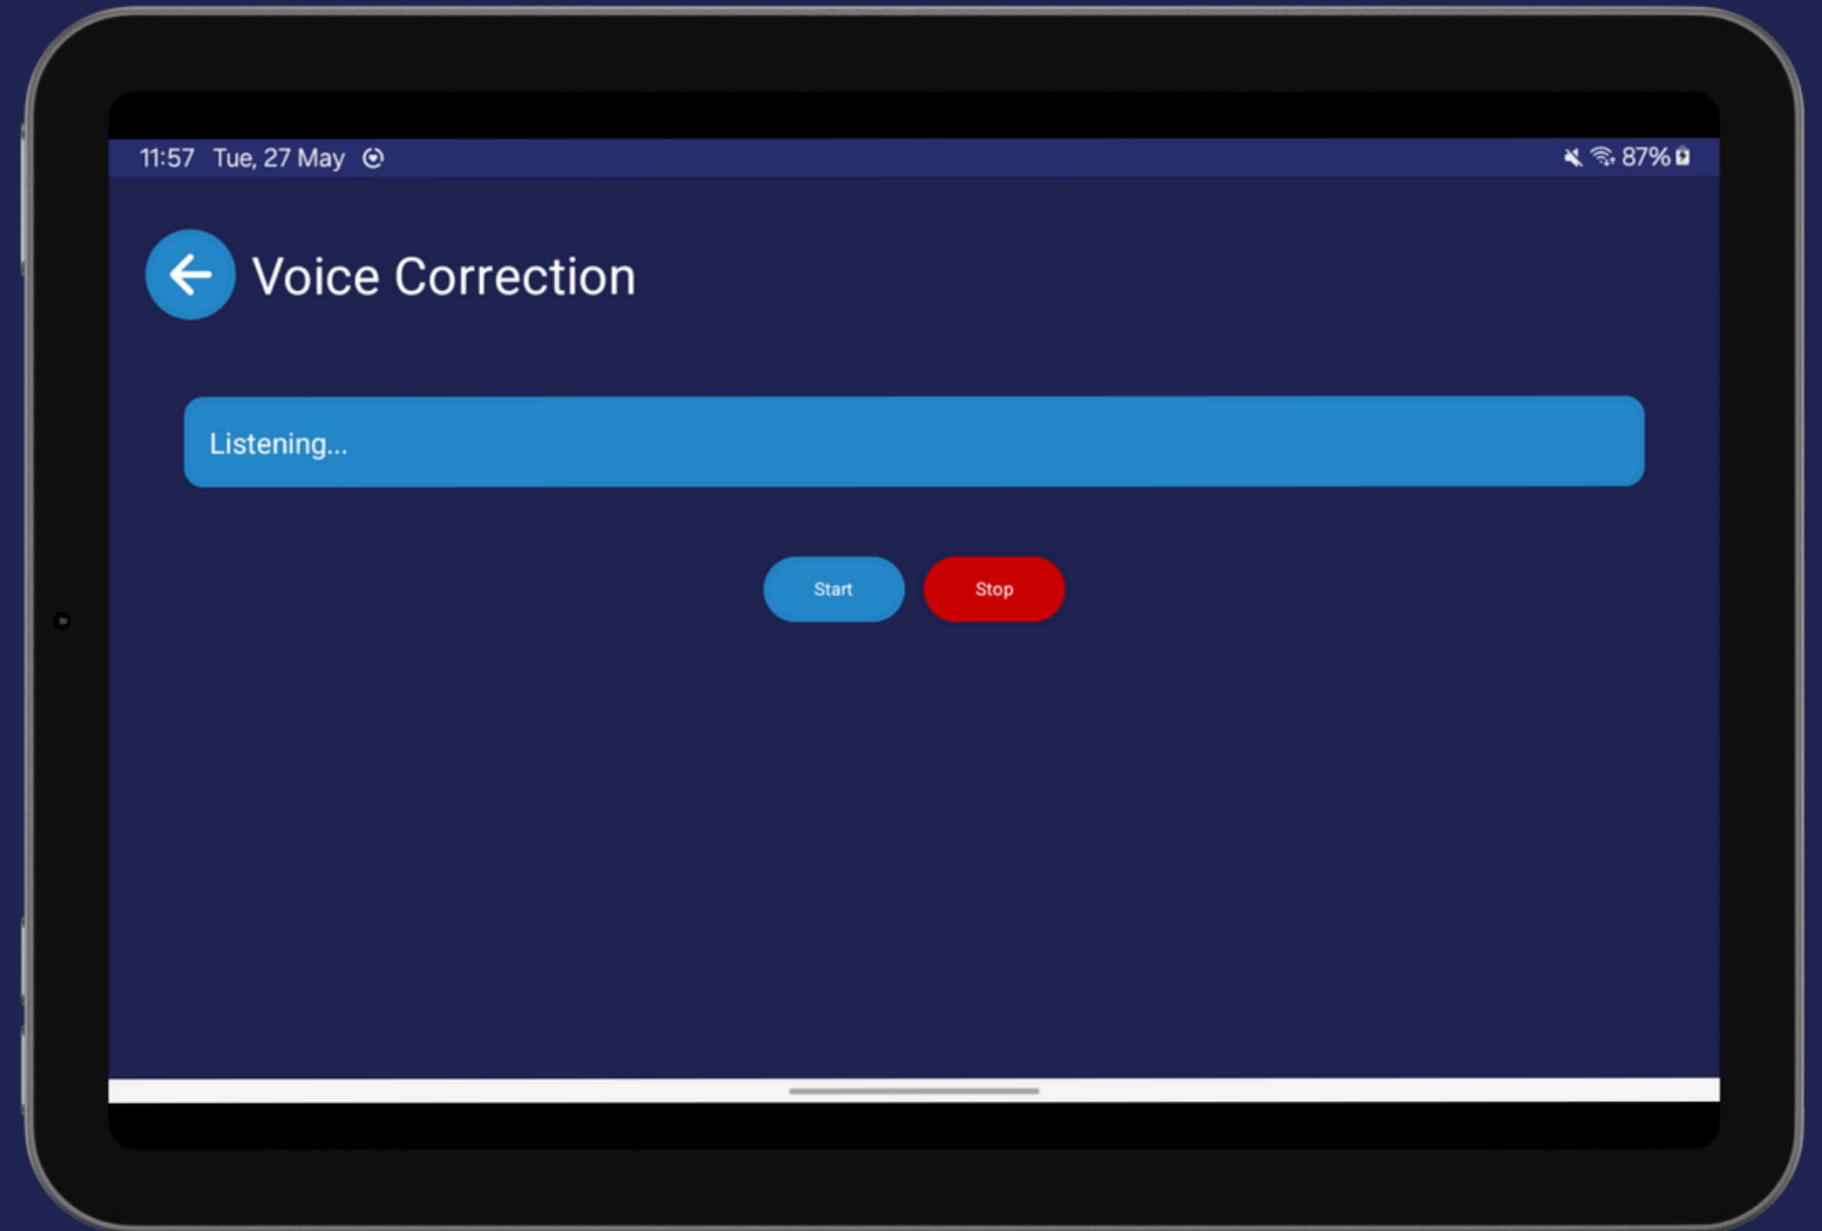 11:57 Tue, 27 May 87%
Voice Correction
Listening...
Start Stop